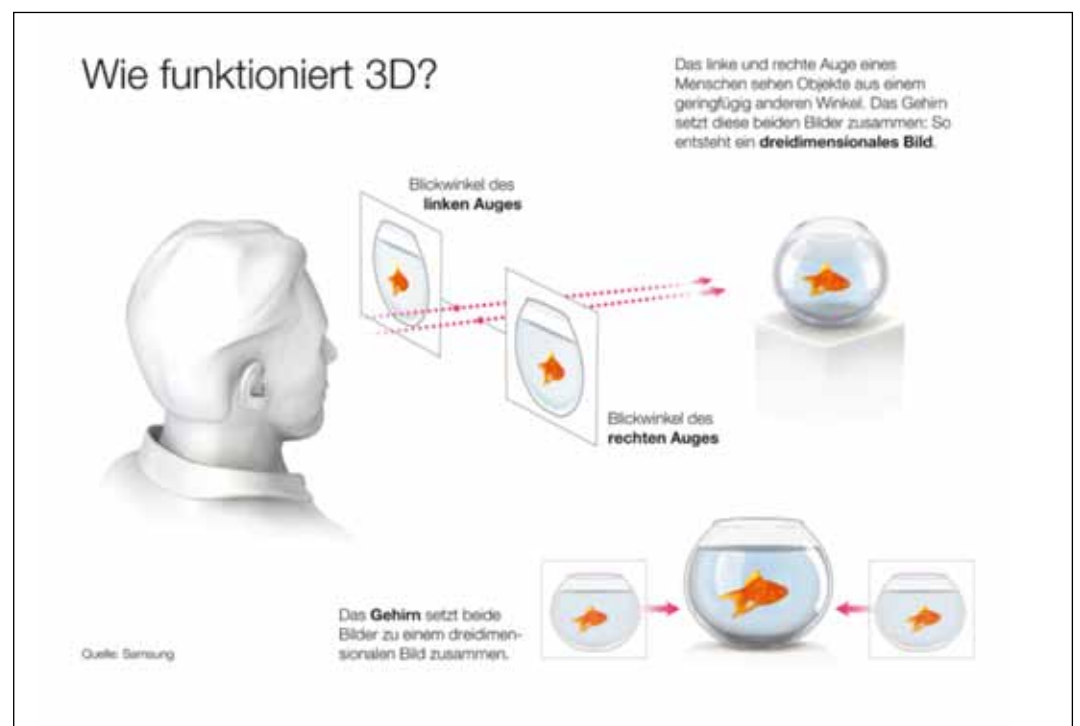 Wie funktioniert 3D?
Das linke und rechte Auge eines
Menschen sehen Objekte aus einem
geringfügig anderen Winkel. Das Gehirn
setzt diese beiden Bilder zusammen: So
entsteht ein dreidimensionales Bild.
Blickwinkel des
linken Auges
Blickwinkel des
rechten Auges
Das Gehirn setzt beide
Bilder zu einem dreidimen-
sionalen Bild zusammen.
Quelle: Samsung